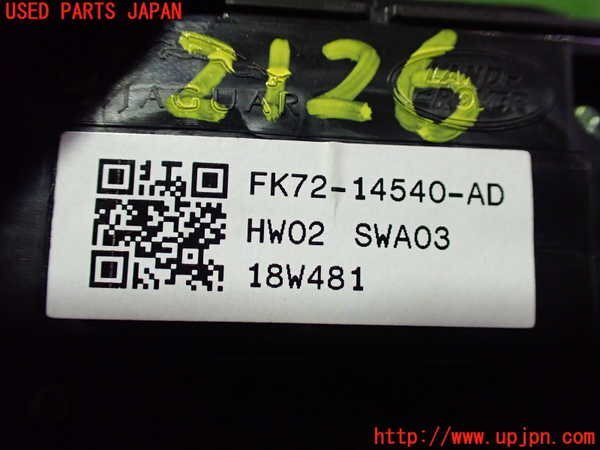 USED PARTS JAPAN
2126
JAGUAR
LAND-
ROVER
FK72-14540-AD
HW02 SWA03
18W481
http://www.upjpn.com/